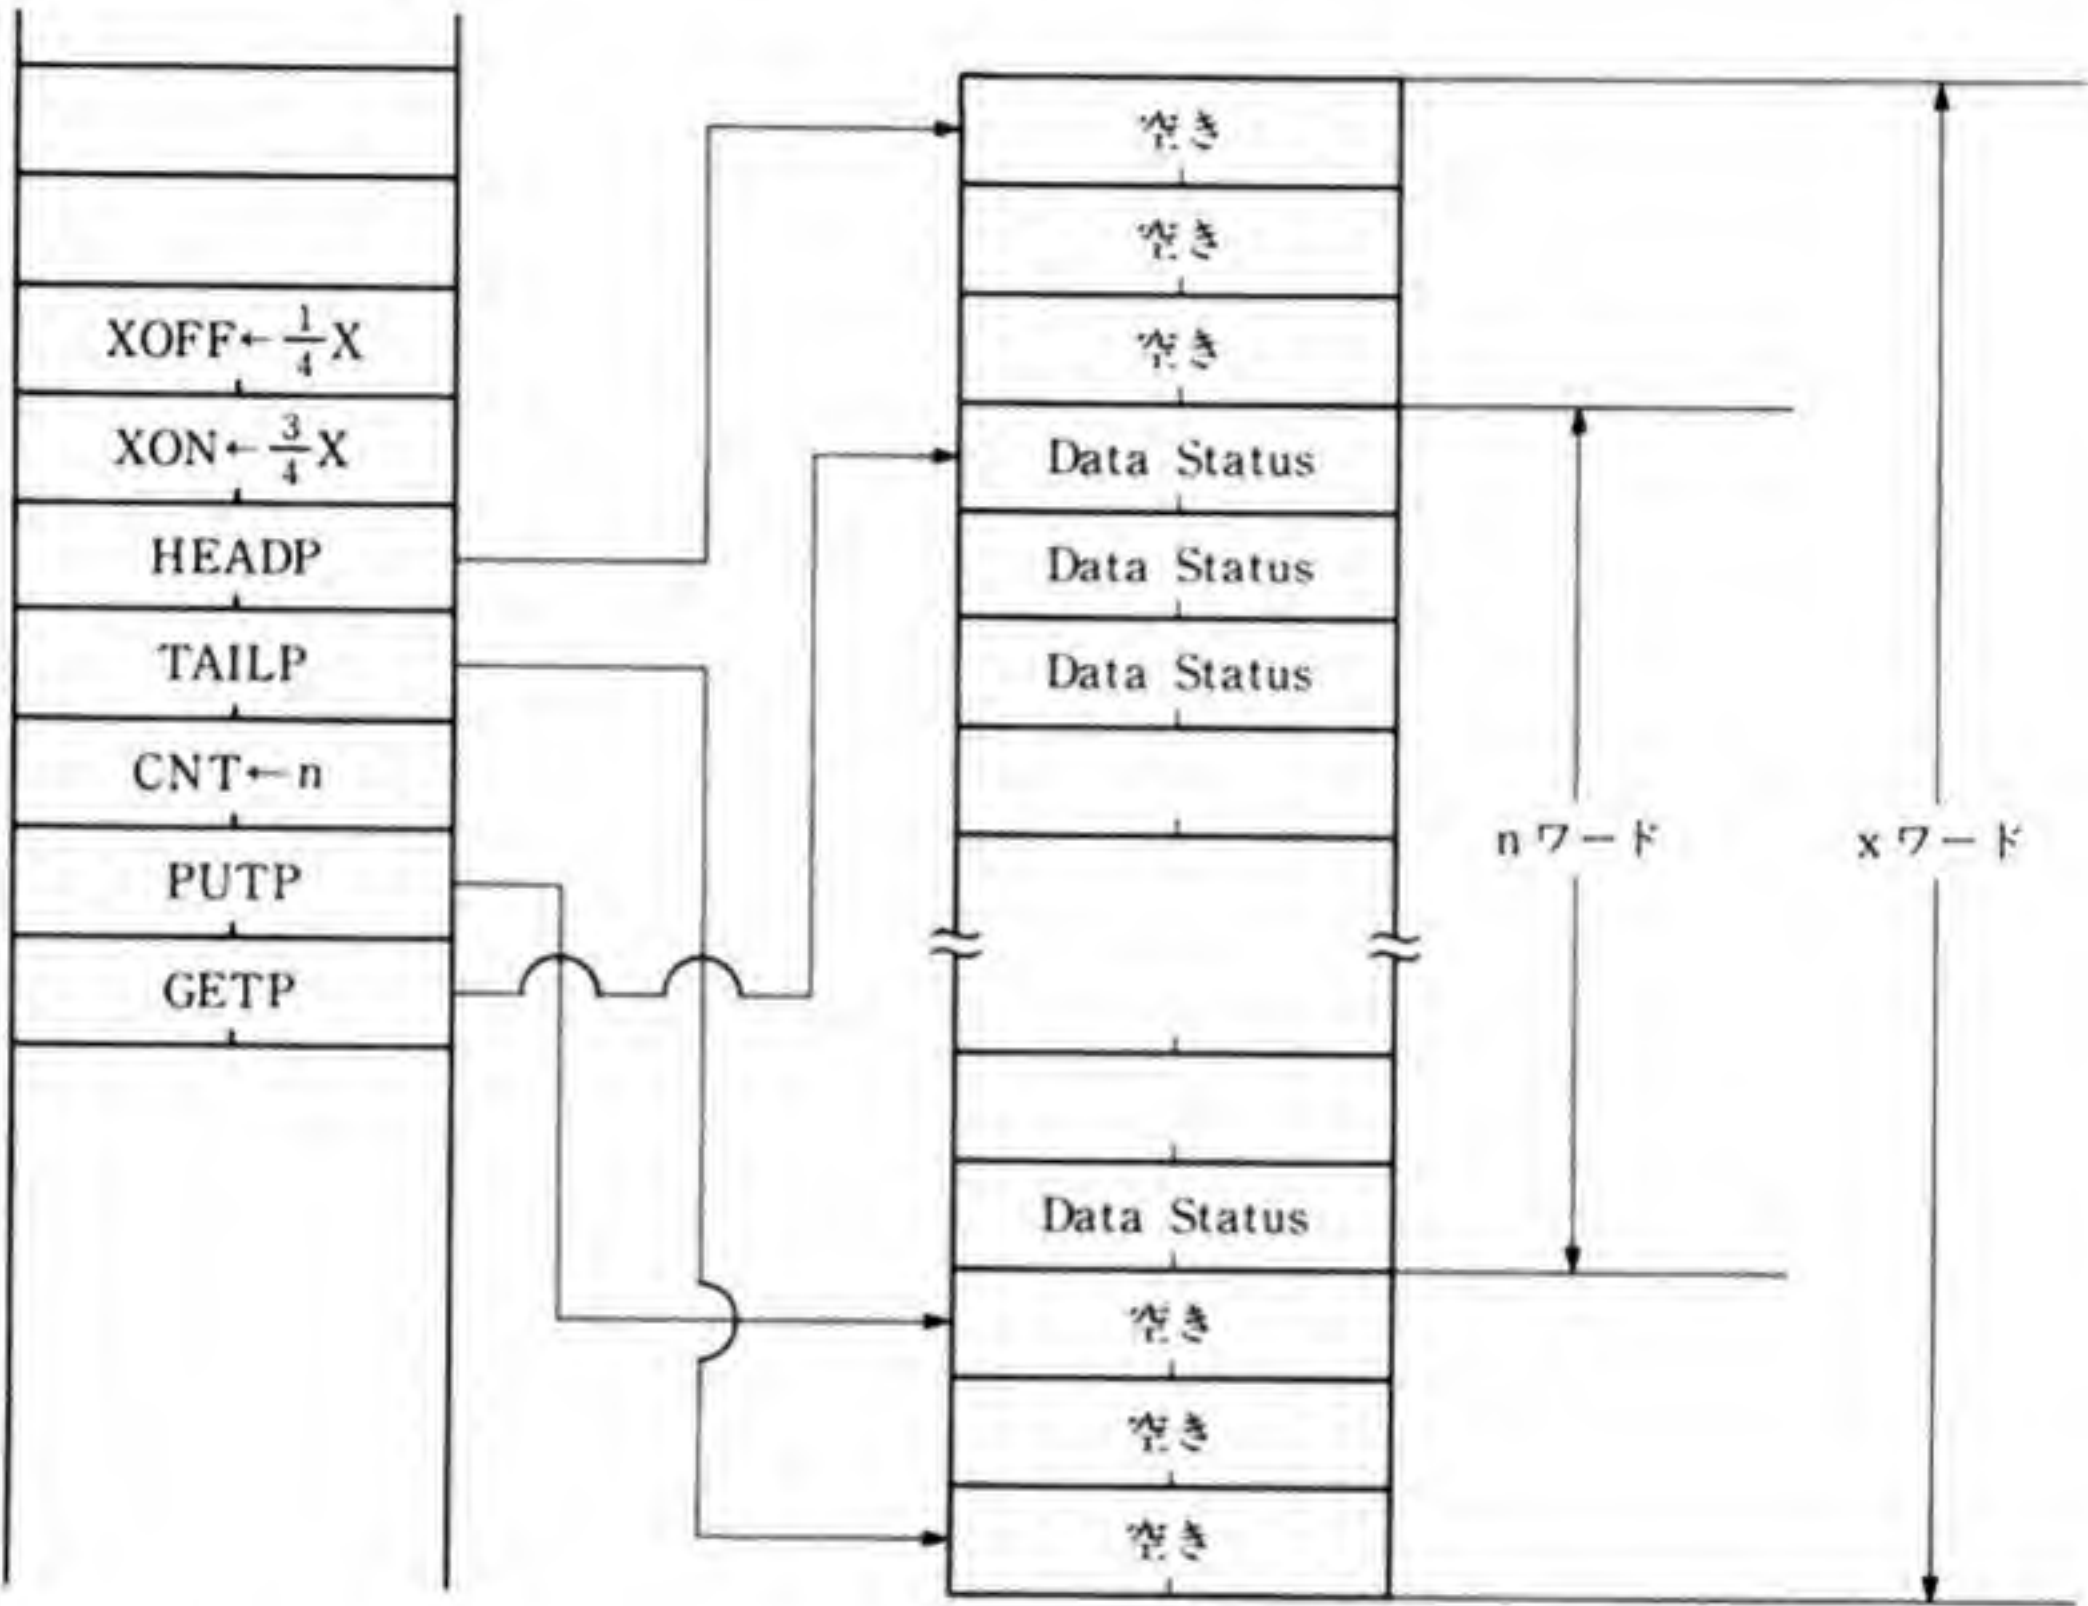 XOFF←1/4X
XON←3/4X
HEADP
TAILP
CNT←n
PUTP
GETP
空き
空き
空き
Data Status
Data Status
Data Status
Data Status
空き
空き
空き
nワード
xワード